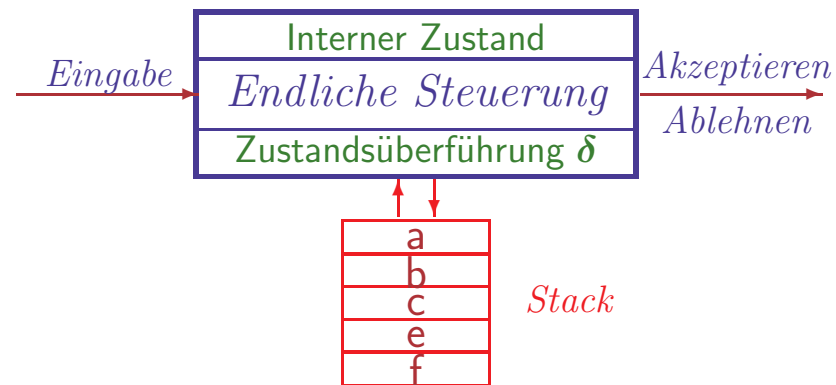 Interner Zustand
Eingabe
Endliche Steuerung
Akzeptieren
Ablehnen
Zustandsüberführung δ
a
b
c
e
f
Stack